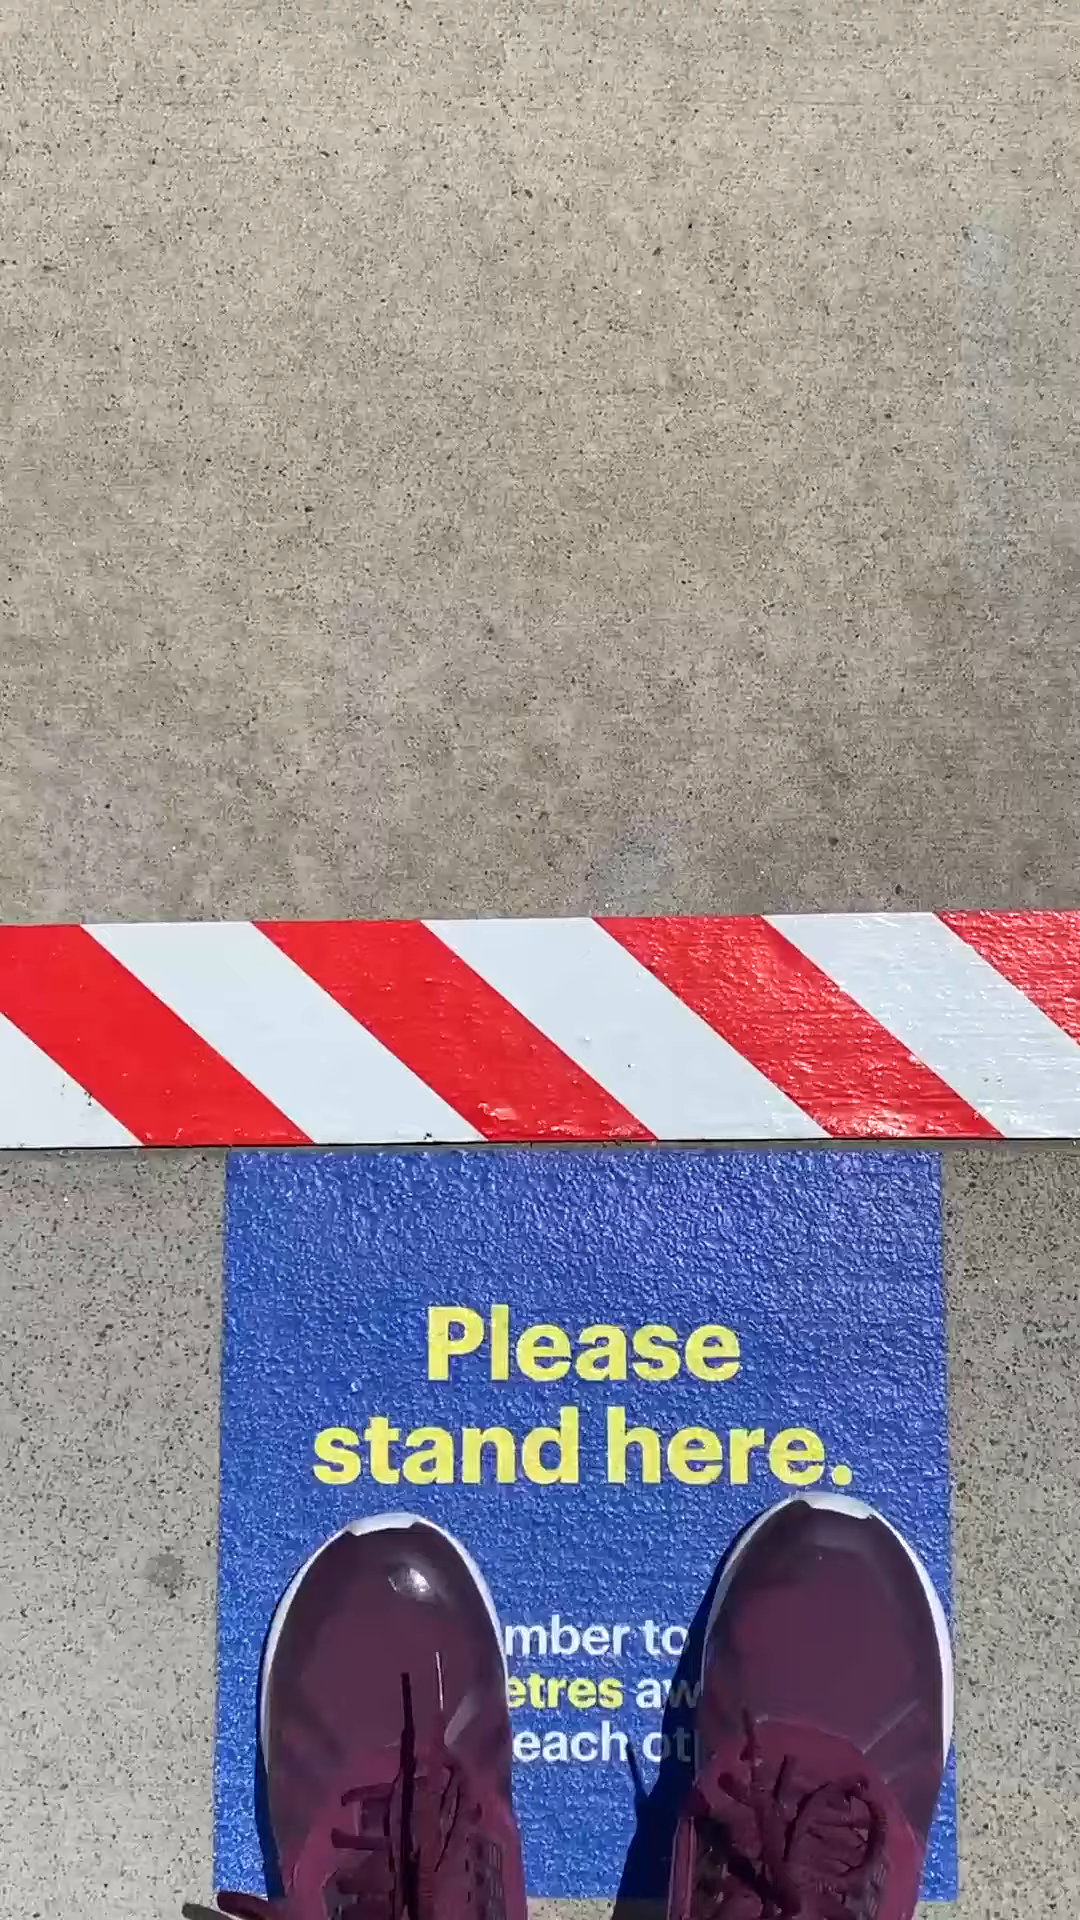 Please
stand here.
mber to
etres aw
each ot